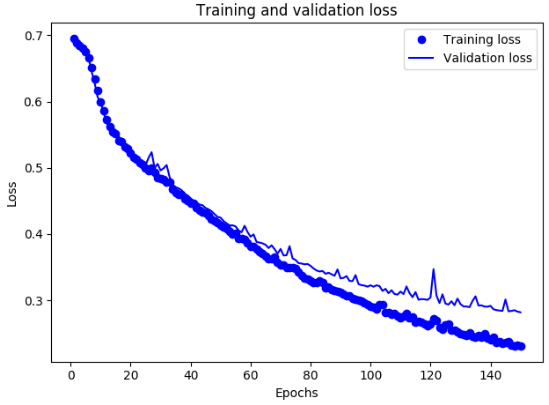 Training and validation loss
Training loss
Validation loss
0.7
0.6
0.5
0.4
0.3
Loss
0
20
40
60
80
100
120
140
Epochs